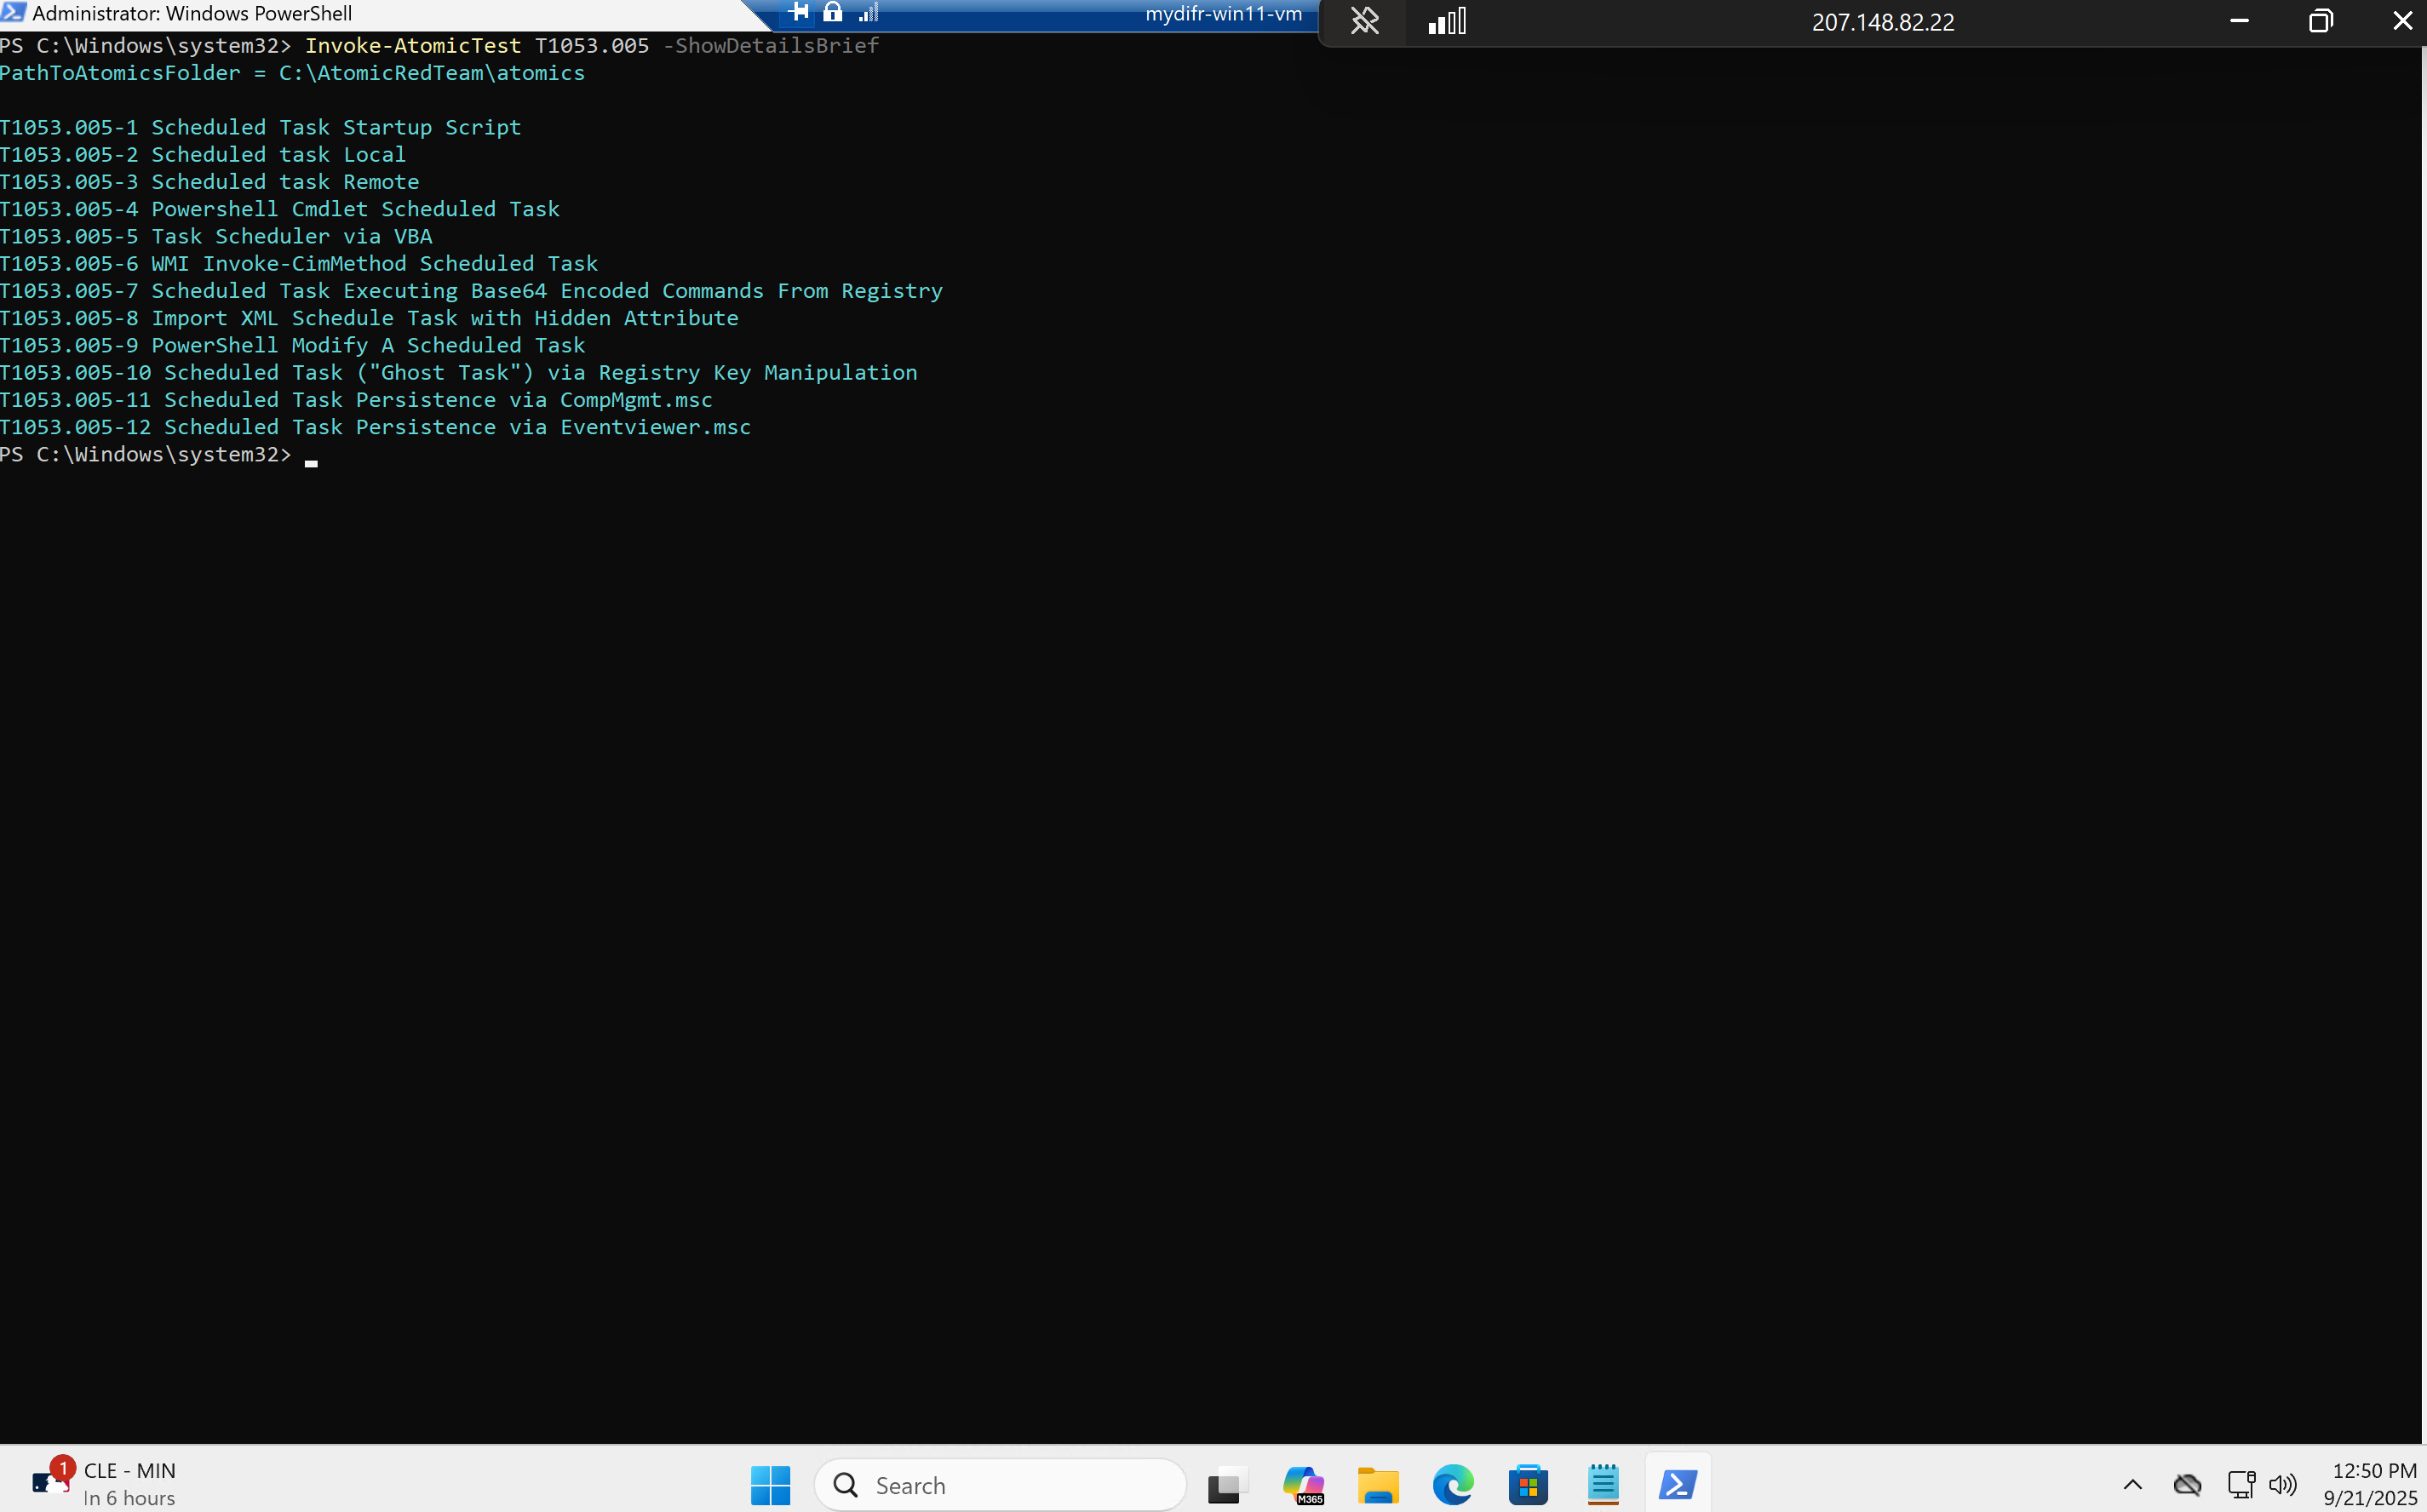 Administrator: Windows PowerShell
mydifr-win11-vm
207.148.82.22
PS C:\Windows\system32> Invoke-AtomicTest T1053.005 -ShowDetailsBrief
PathToAtomicsFolder = C:\AtomicRedTeam\atomics
T1053.005-1 Scheduled Task Startup Script
T1053.005-2 Scheduled task Local
T1053.005-3 Scheduled task Remote
T1053.005-4 Powershell Cmdlet Scheduled Task
T1053.005-5 Task Scheduler via VBA
T1053.005-6 WMI Invoke-CimMethod Scheduled Task
T1053.005-7 Scheduled Task Executing Base64 Encoded Commands From Registry
T1053.005-8 Import XML Schedule Task with Hidden Attribute
T1053.005-9 PowerShell Modify A Scheduled Task
T1053.005-10 Scheduled Task ("Ghost Task") via Registry Key Manipulation
T1053.005-11 Scheduled Task Persistence via CompMgmt.msc
T1053.005-12 Scheduled Task Persistence via Eventviewer.msc
PS C:\Windows\system32>
1
CLE - MIN
In 6 hours
Search
M365
12:50 PM
9/21/2025